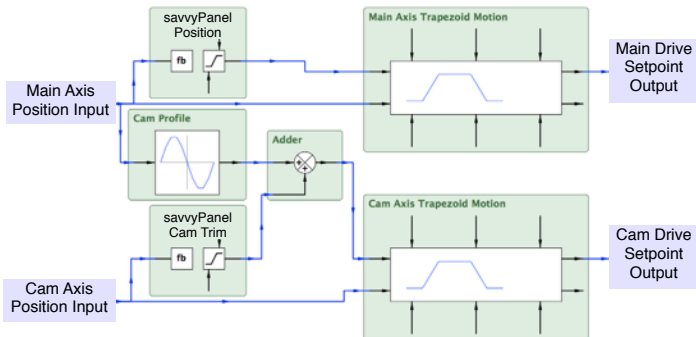 savvyPanel
Position
fb
Main Axis Trapezoid Motion
Main Drive
Setpoint
Output
Main Axis
Position Input
Cam Profile
Adder
savvyPanel
Cam Trim
fb
Cam Axis Trapezoid Motion
Cam Drive
Setpoint
Output
Cam Axis
Position Input